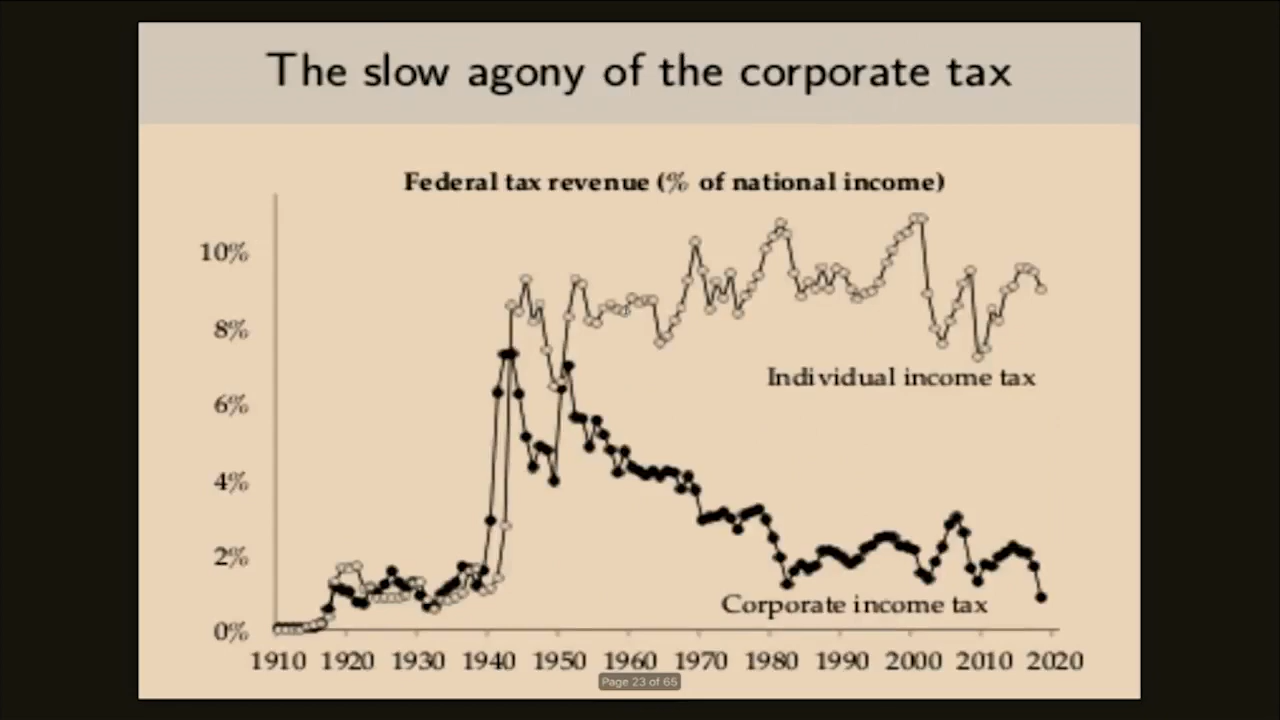 The slow agony of the corporate tax
Federal tax revenue (% of national income)
10%
8%
6%
4%
2%
0%
Individual income tax
Corporate income tax
1910 1920 1930 1940 1950 1960 1970 1980 1990 2000 2010 2020
Page 23 of 65